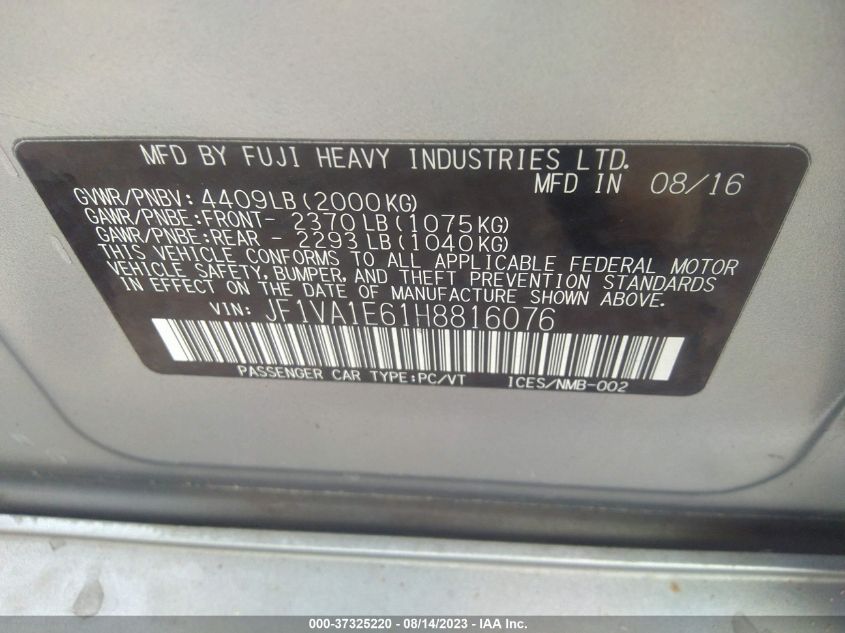 MFD BY FUJI HEAVY INDUSTRIES LTD.
MFD IN 08/16
GVWR/PNBV: 4409LB(2000KG)
GAWR/PNBE:FRONT- 2370LB(1075KG)
GAWR/PNBE:REAR - 2293LB(1040KG)
THIS VEHICLE CONFORMS TO ALL APPLICABLE FEDERAL MOTOR
VEHICLE SAFETY, BUMPER, AND THEFT PREVENTION STANDARDS
IN EFFECT ON THE DATE OF MANUFACTURE SHOWN ABOVE.
VIN: JF1VA1E61H8816076
PASSENGER CAR TYPE:PC/VT ICES/NMB-002
000-37325220 - 08/14/2023 - IAA Inc.